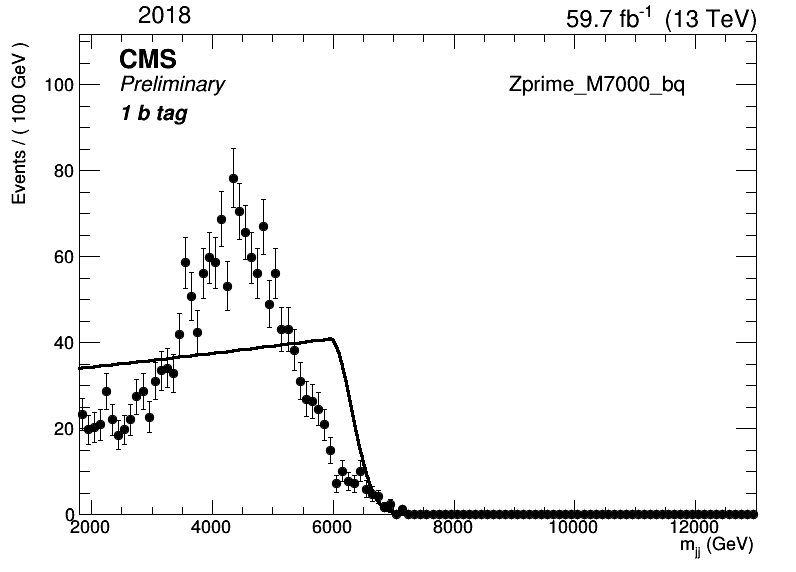 2018 59.7 fb⁻¹ (13 TeV)
CMS
Preliminary
1 b tag
Zprime_M7000_bq
Events / ( 100 GeV )
100
80
60
40
20
0
2000 4000 6000 8000 10000 12000
m_jj (GeV)